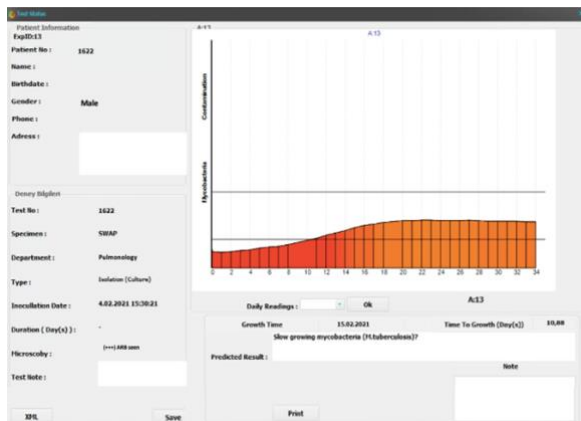 Test Status
Patient Information
ExpID:13
Patient No : 1622
Name :
Birthdate :
Gender : Male
Phone :
Adress :
Deney Bilgileri
Test No : 1622
Specimen : SWAP
Department : Pulmonology
Type : Isolation (Culture)
Inocullation Date : 4.02.2021 15:30:21
Duration ( Day(s) ) : -
Microscoby : (+++) ARB seen
Test Note :
XML
Save
A:13
A:13
Contamination
Mycobacteria
0 2 4 6 8 10 12 14 16 18 20 22 24 26 28 30 32 34
Daily Readings :
Ok
A:13
Growth Time 15.02.2021 Time To Growth (Day(s)) 10,88
Slow growing mycobacteria (M.tuberculosis)?
Predicted Result :
Note
Print